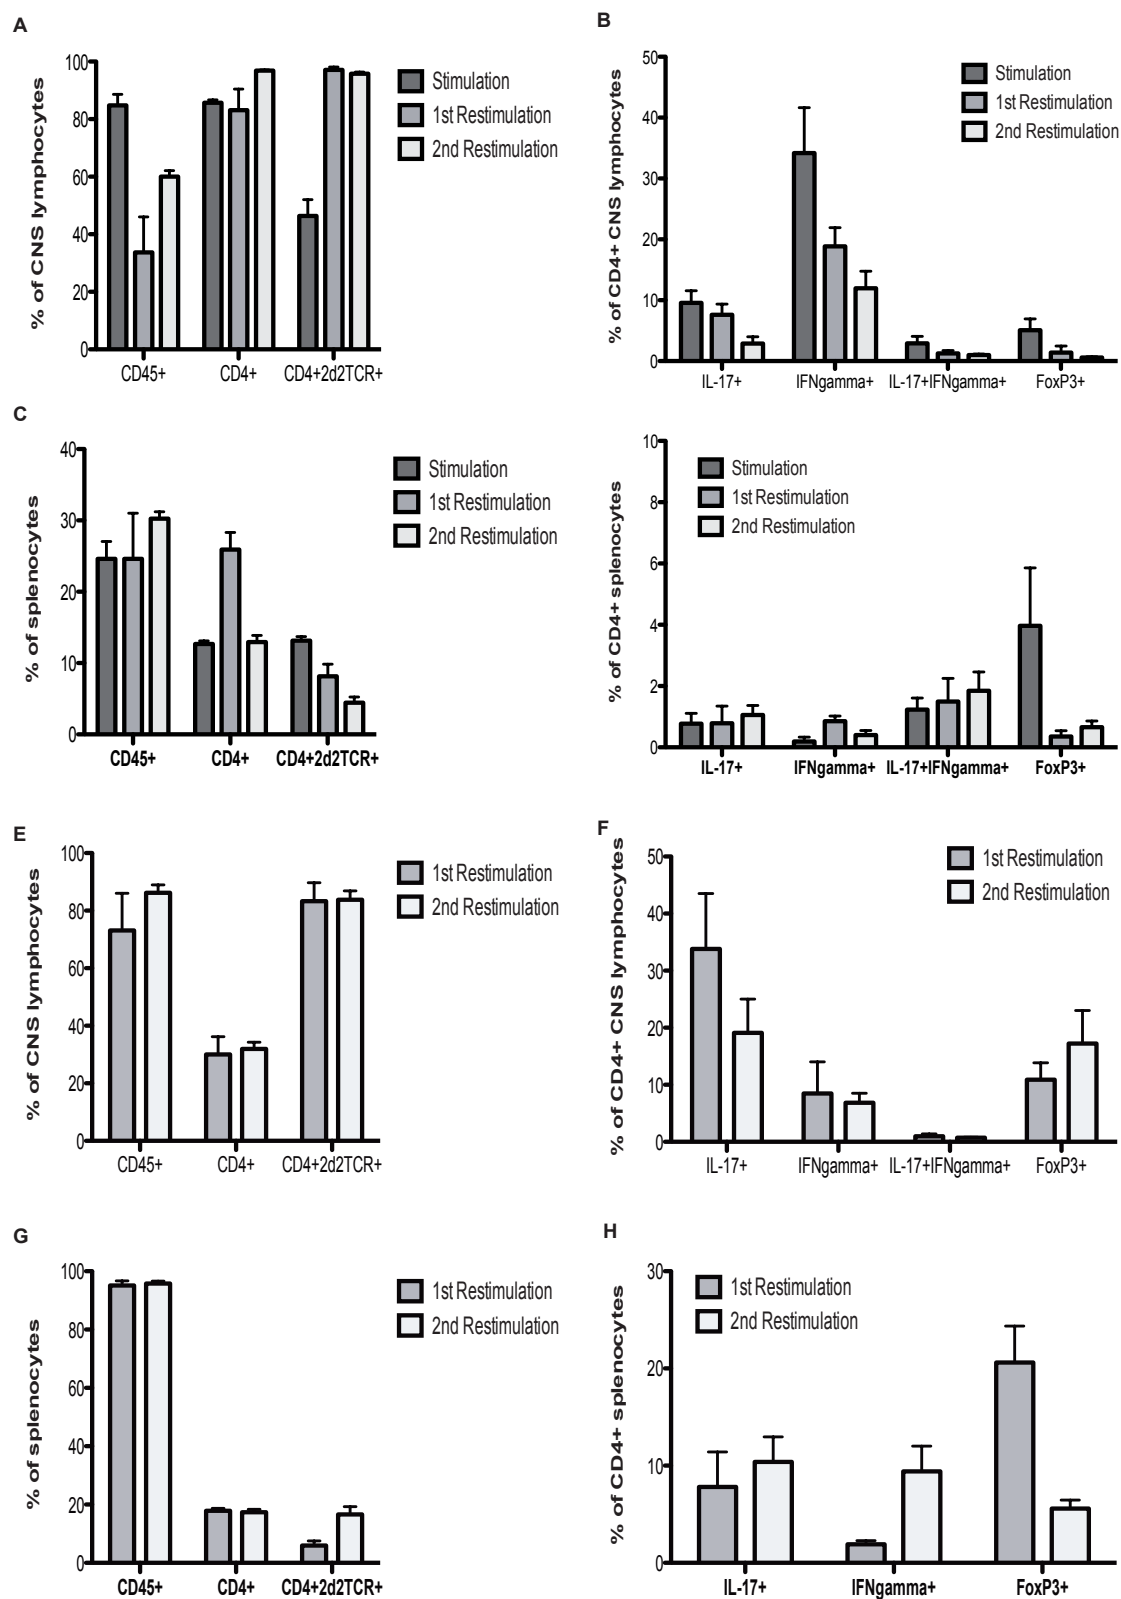 A
% of CNS lymphocytes
100
80
60
40
20
0
CD45+ CD4+ CD4+2d2TCR+
Stimulation
1st Restimulation
2nd Restimulation
B
% of CD4+ CNS lymphocytes
50
40
30
20
10
0
IL-17+ IFNgamma+ IL-17+IFNgamma+ FoxP3+
Stimulation
1st Restimulation
2nd Restimulation
C
% of splenocytes
40
30
20
10
0
CD45+ CD4+ CD4+2d2TCR+
Stimulation
1st Restimulation
2nd Restimulation
% of CD4+ splenocytes
10
8
6
4
2
0
IL-17+ IFNgamma+ IL-17+IFNgamma+ FoxP3+
Stimulation
1st Restimulation
2nd Restimulation
E
% of CNS lymphocytes
100
80
60
40
20
0
CD45+ CD4+ CD4+2d2TCR+
1st Restimulation
2nd Restimulation
F
% of CD4+ CNS lymphocytes
50
40
30
20
10
0
IL-17+ IFNgamma+ IL-17+IFNgamma+ FoxP3+
1st Restimulation
2nd Restimulation
G
% of splenocytes
100
80
60
40
20
0
CD45+ CD4+ CD4+2d2TCR+
1st Restimulation
2nd Restimulation
H
% of CD4+ splenocytes
30
20
10
0
IL-17+ IFNgamma+ FoxP3+
1st Restimulation
2nd Restimulation